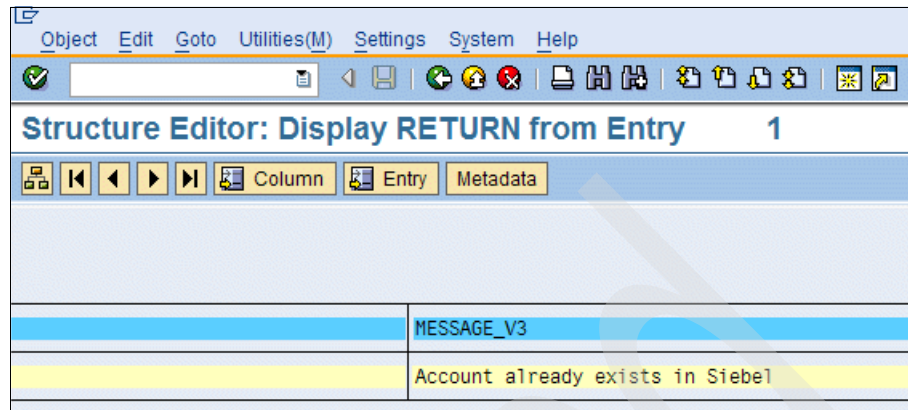 Object Edit Goto Utilities(M) Settings System Help
Structure Editor: Display RETURN from Entry 1
Column Entry Metadata
MESSAGE_V3
Account already exists in Siebel